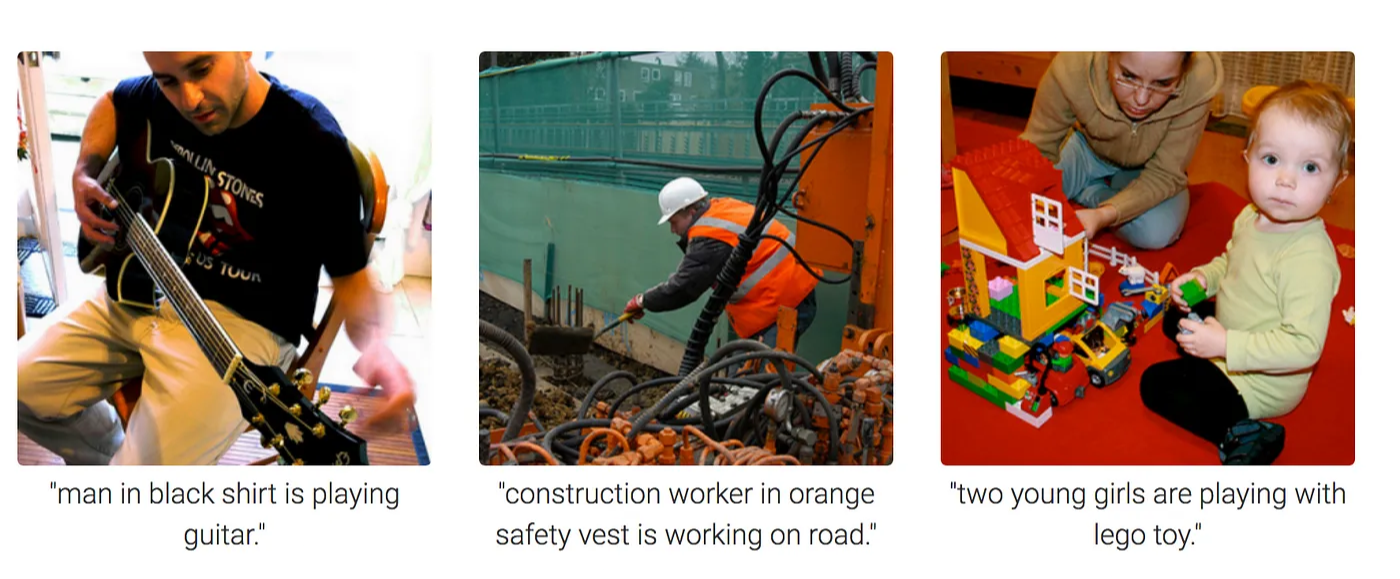 ROLLIN STONES
US TOUR
"man in black shirt is playing
guitar."
"construction worker in orange
safety vest is working on road."
"two young girls are playing with
lego toy."